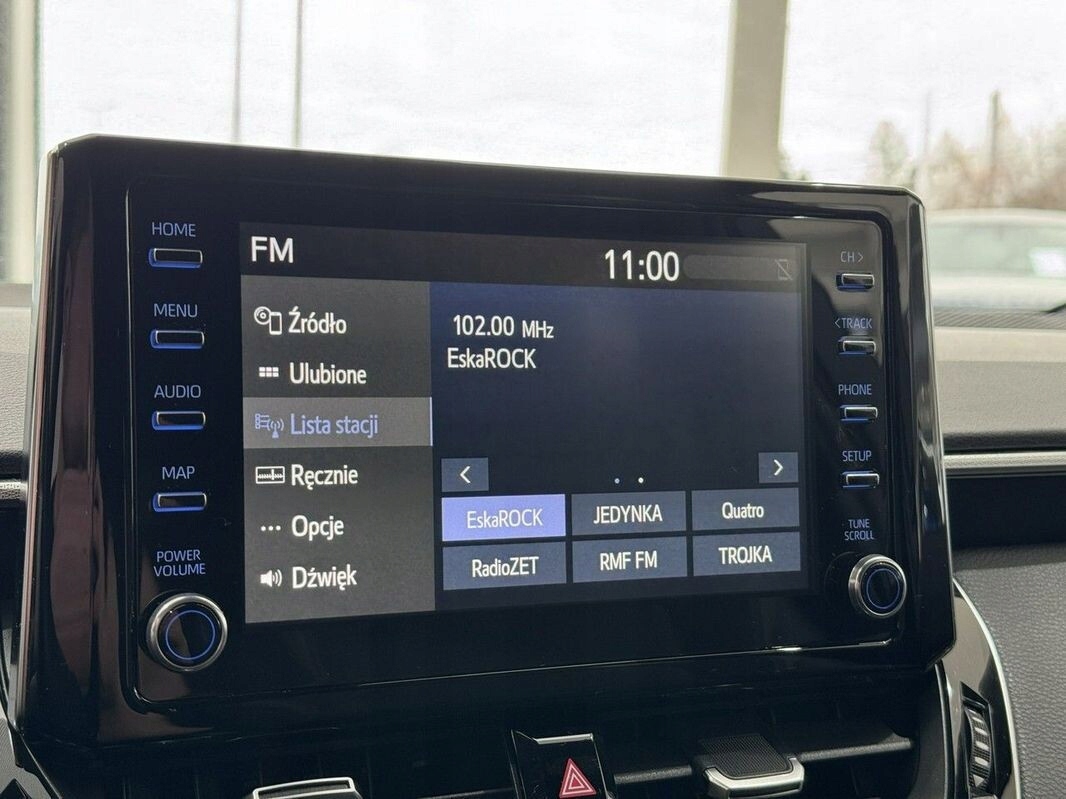 HOME
MENU
AUDIO
MAP
POWER
VOLUME
FM
11:00
Źródło
Ulubione
Lista stacji
Ręcznie
Opcje
Dźwięk
102.00 MHz
EskaROCK
<
>
EskaROCK
JEDYNKA
Quatro
RadioZET
RMF FM
TROJKA
CH >
< TRACK
PHONE
SETUP
TUNE
SCROLL